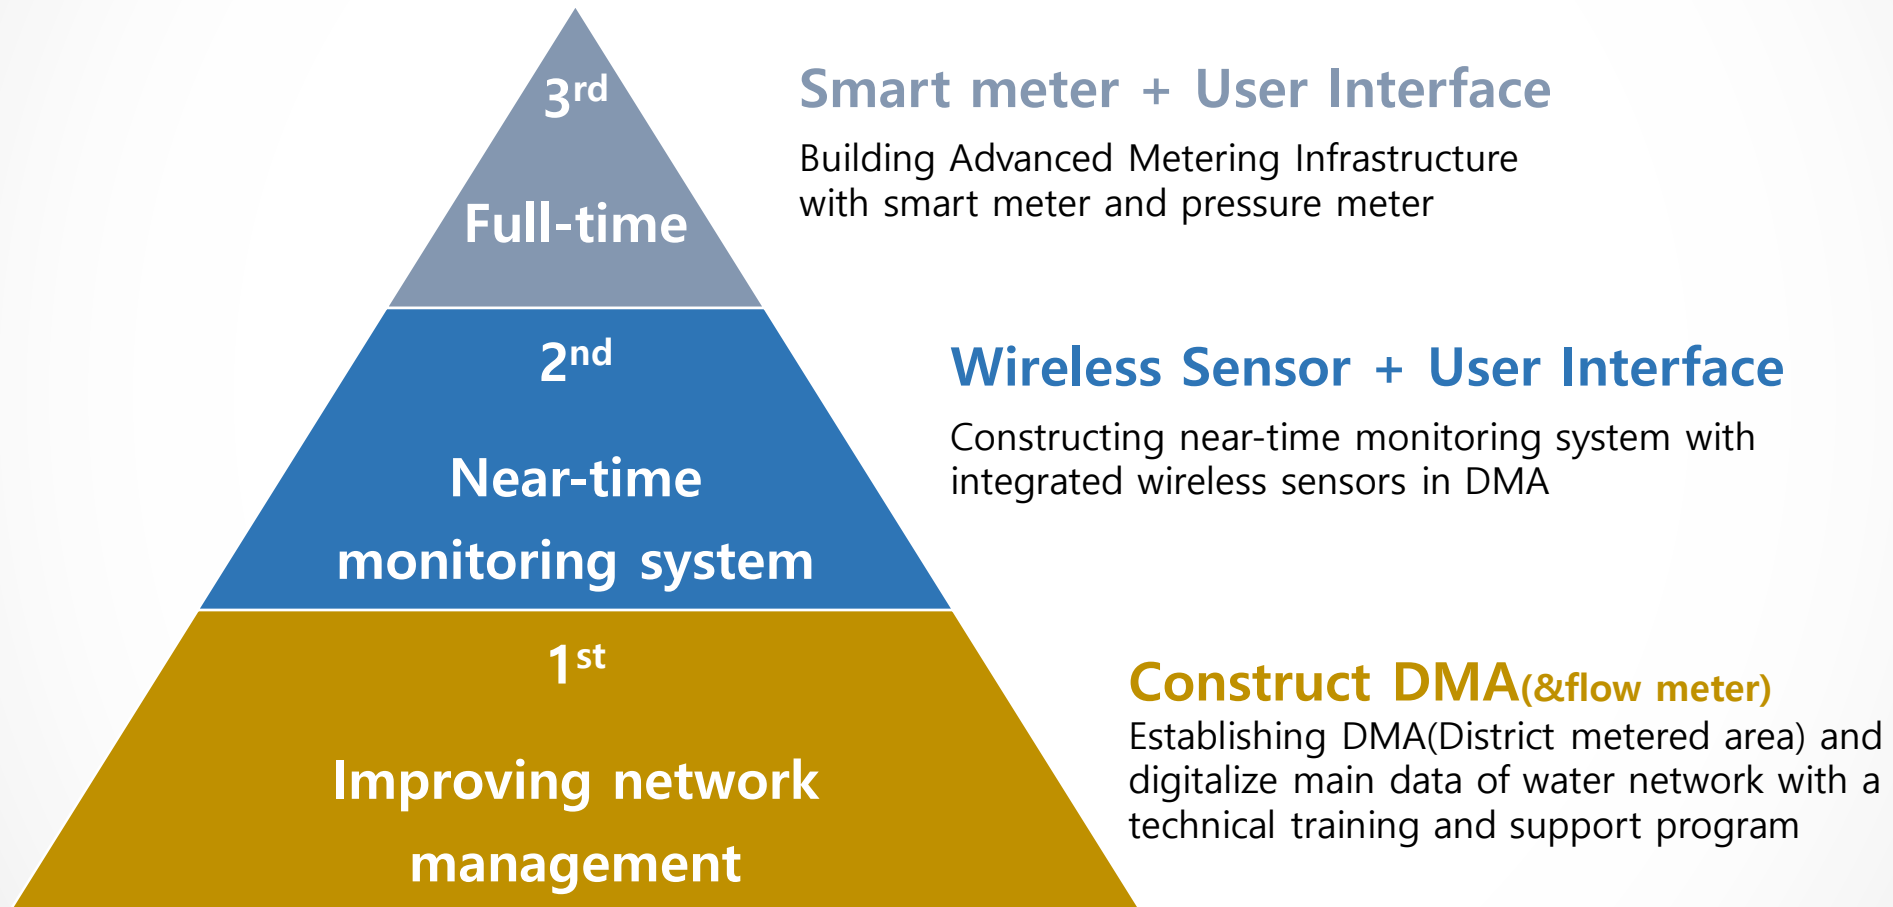 3rd
Full-time
Smart meter + User Interface
Building Advanced Metering Infrastructure
with smart meter and pressure meter
2nd
Near-time
monitoring system
Wireless Sensor + User Interface
Constructing near-time monitoring system with
integrated wireless sensors in DMA
1st
Improving network
management
Construct DMA(&flow meter)
Establishing DMA(District metered area) and
digitalize main data of water network with a
technical training and support program